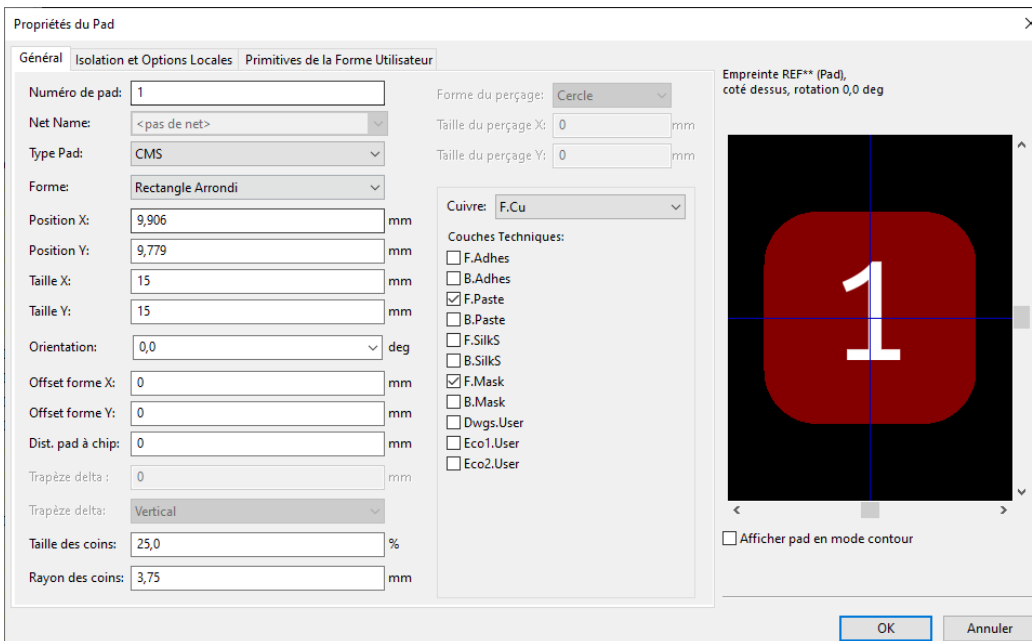 Propriétés du Pad
Général
Isolation et Options Locales
Primitives de la Forme Utilisateur
Numéro de pad: 1
Net Name: <pas de net>
Type Pad: CMS
Forme: Rectangle Arrondi
Position X: 9,906 mm
Position Y: 9,779 mm
Taille X: 15 mm
Taille Y: 15 mm
Orientation: 0,0 deg
Offset forme X: 0 mm
Offset forme Y: 0 mm
Dist. pad à chip: 0 mm
Trapèze delta : 0 mm
Trapèze delta: Vertical
Taille des coins: 25,0 %
Rayon des coins: 3,75 mm
Forme du perçage: Cercle
Taille du perçage X: 0 mm
Taille du perçage Y: 0 mm
Cuivre: F.Cu
Couches Techniques:
F.Adhes
B.Adhes
F.Paste
B.Paste
F.SilkS
B.SilkS
F.Mask
B.Mask
Dwgs.User
Eco1.User
Eco2.User
Empreinte REF** (Pad),
coté dessus, rotation 0,0 deg
1
Afficher pad en mode contour
OK
Annuler